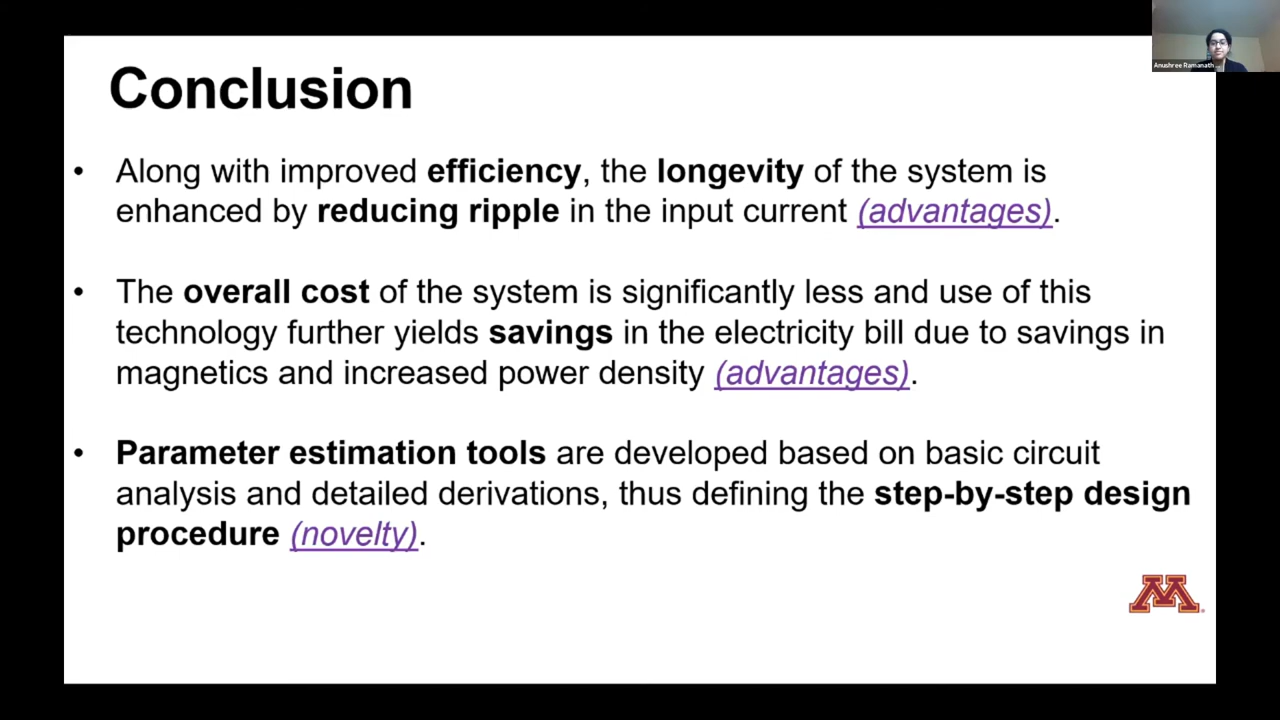 Anushree Ramanath
Conclusion
• Along with improved efficiency, the longevity of the system is
enhanced by reducing ripple in the input current (advantages).
• The overall cost of the system is significantly less and use of this
technology further yields savings in the electricity bill due to savings in
magnetics and increased power density (advantages).
• Parameter estimation tools are developed based on basic circuit
analysis and detailed derivations, thus defining the step-by-step design
procedure (novelty).
M